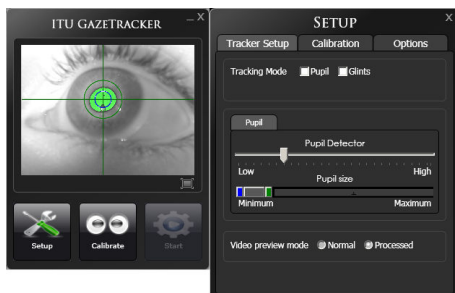 ITU GAZETRACKER
Setup
Calibrate
Start
SETUP
Tracker Setup
Calibration
Options
Tracking Mode Pupil Glints
Pupil
Pupil Detector
Low High
Pupil size
Minimum Maximum
Video preview mode Normal Processed